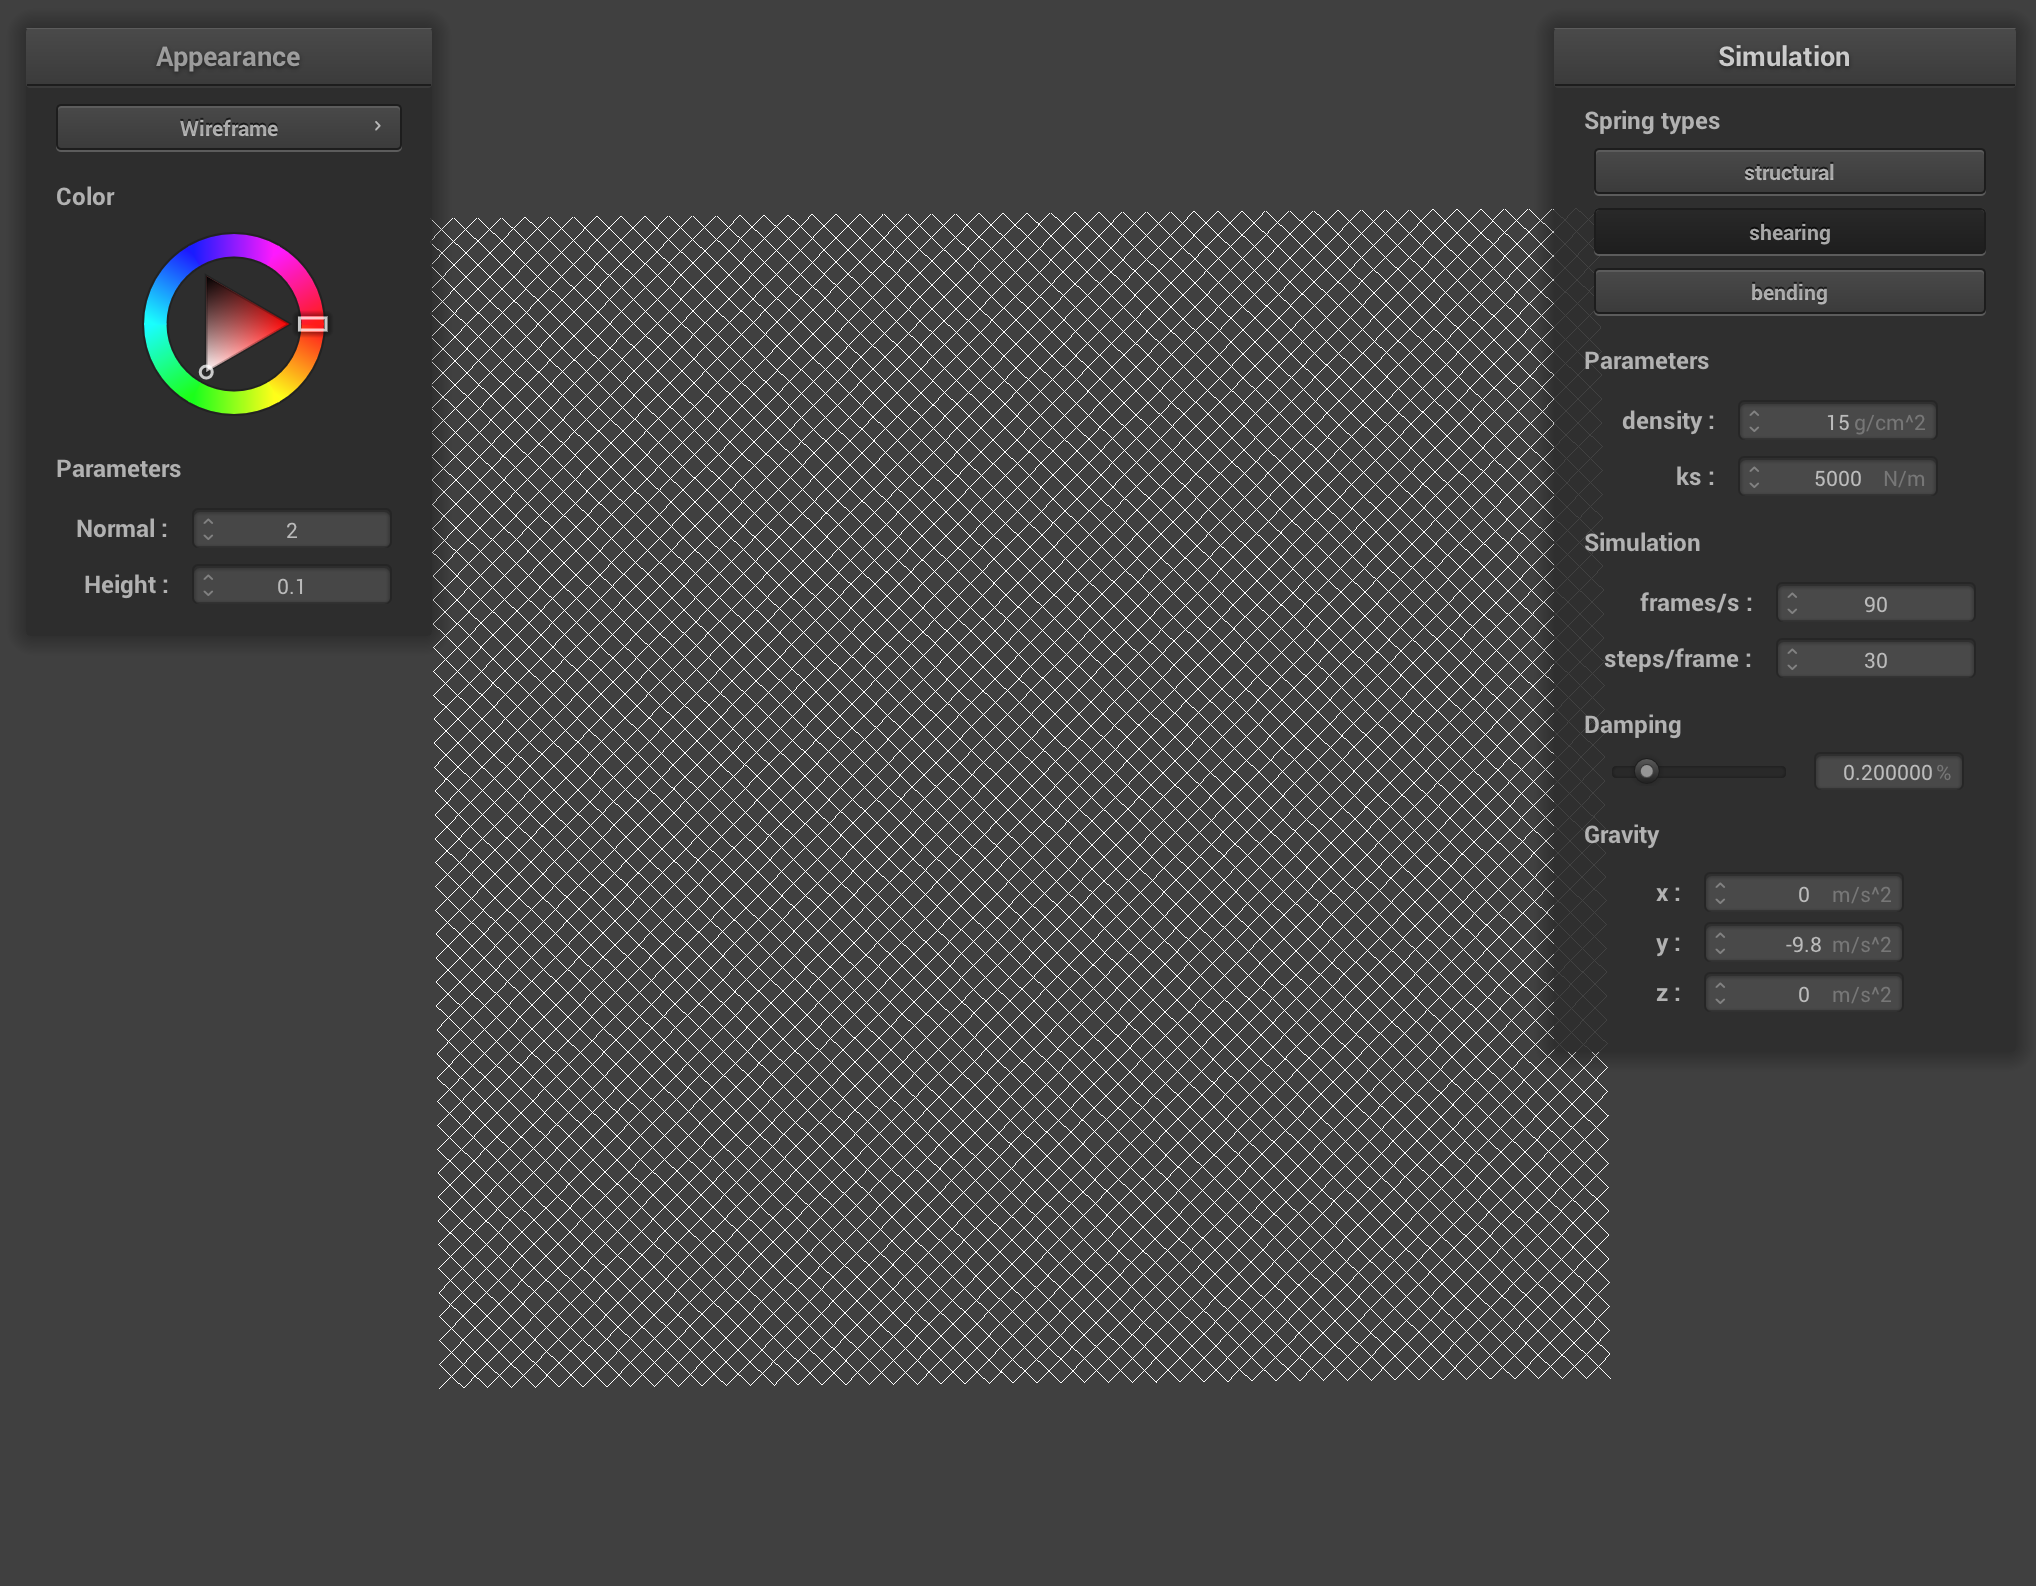 Appearance
Wireframe
Color
Parameters
Normal : 2
Height : 0.1
Simulation
Spring types
structural
shearing
bending
Parameters
density : 15 g/cm^2
ks : 5000 N/m
Simulation
frames/s : 90
steps/frame : 30
Damping
0.200000 %
Gravity
x : 0 m/s^2
y : -9.8 m/s^2
z : 0 m/s^2